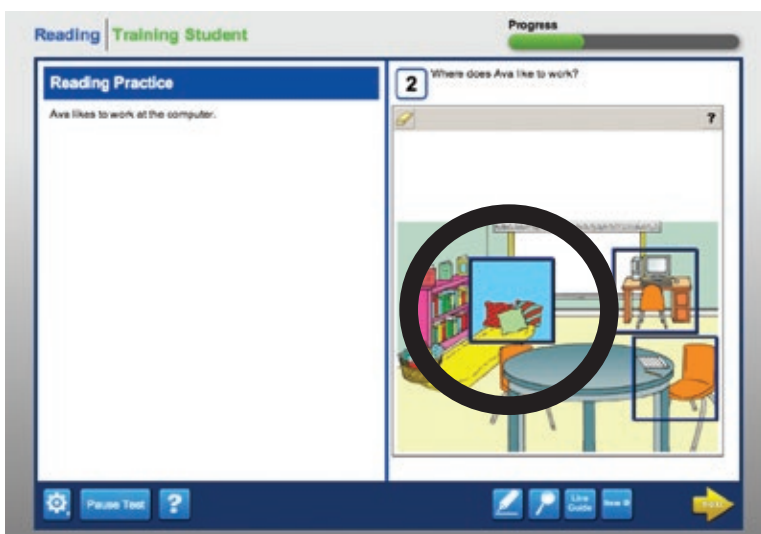 Reading Training Student
Progress
Reading Practice
Ava likes to work at the computer.
2 Where does Ava like to work?
?
Pause Test
?
Line
Guide